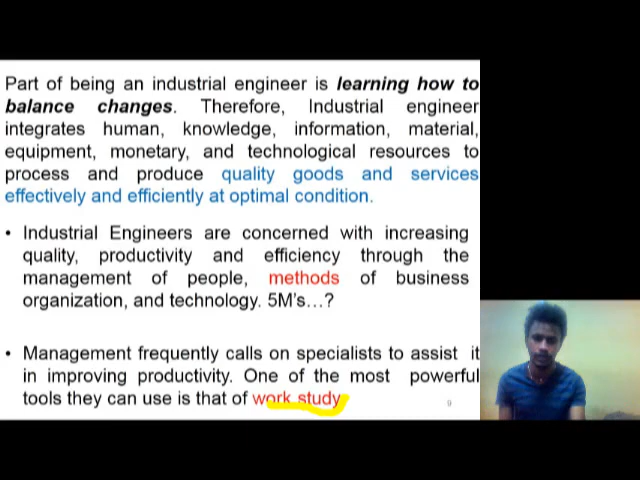 Part of being an industrial engineer is learning how to
balance changes. Therefore, Industrial engineer
integrates human, knowledge, information, material,
equipment, monetary, and technological resources to
process and produce quality goods and services
effectively and efficiently at optimal condition.
• Industrial Engineers are concerned with increasing
quality, productivity and efficiency through the
management of people, methods of business
organization, and technology. 5M's…?
• Management frequently calls on specialists to assist it
in improving productivity. One of the most powerful
tools they can use is that of work study
9